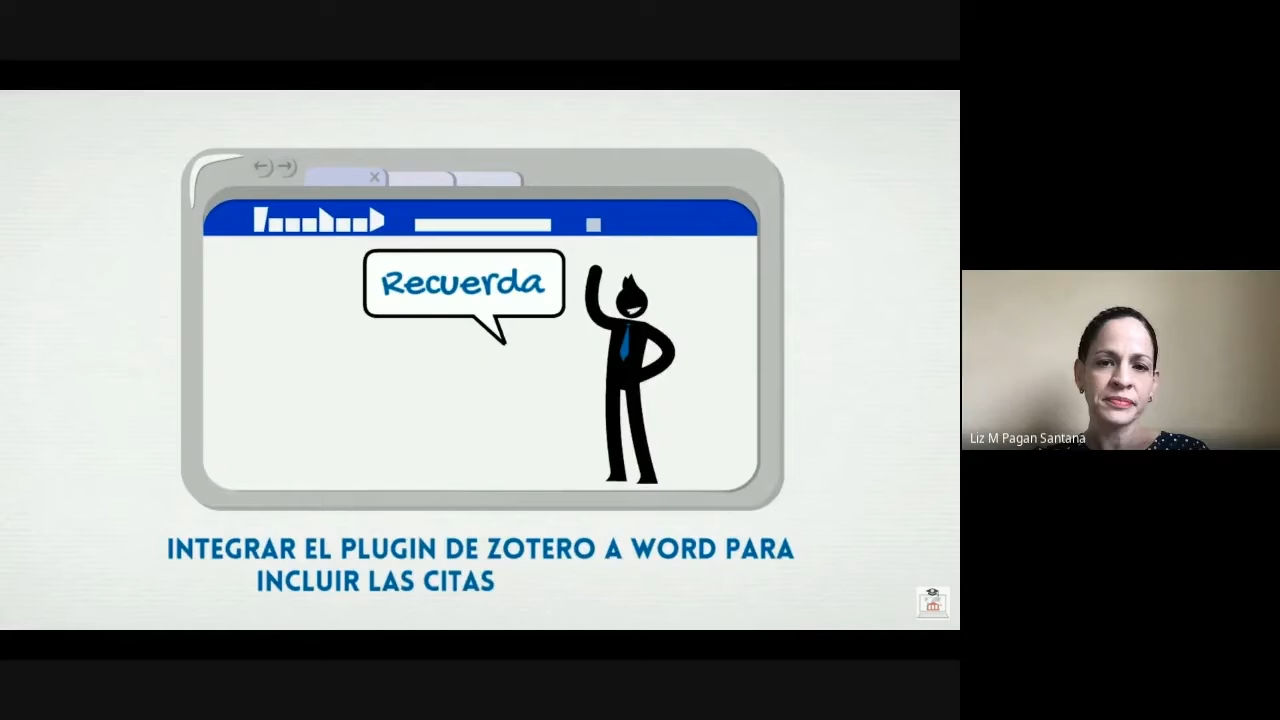 Recuerda
INTEGRAR EL PLUGIN DE ZOTERO A WORD PARA
INCLUIR LAS CITAS
Liz M Pagan Santana